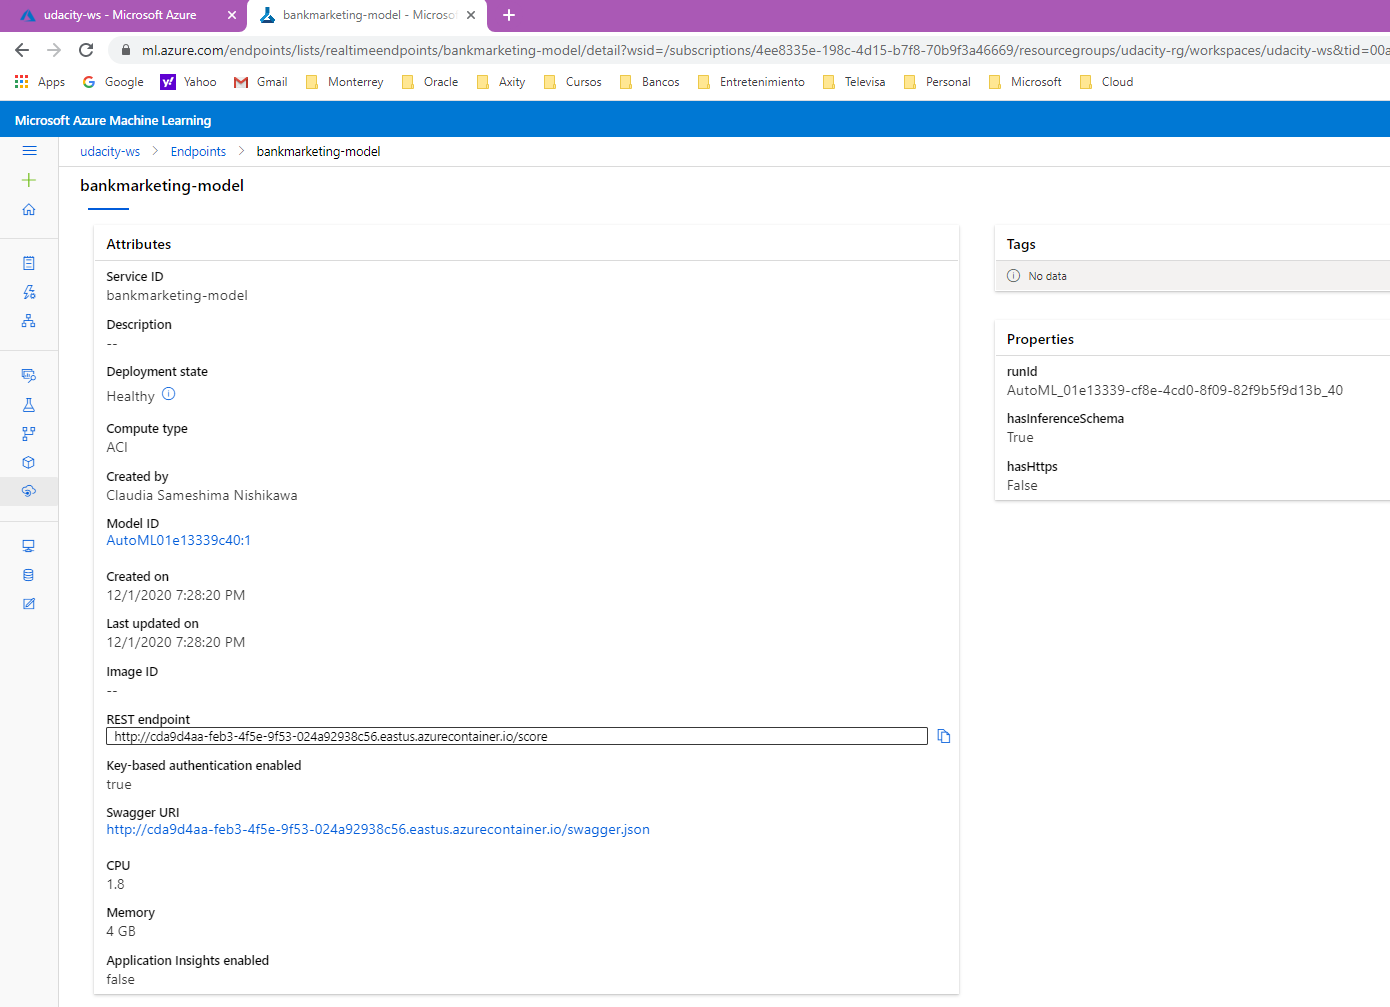 udacity-ws - Microsoft Azure
bankmarketing-model - Microso
ml.azure.com/endpoints/lists/realtimeendpoints/bankmarketing-model/detail?wsid=/subscriptions/4ee8335e-198c-4d15-b7f8-70b9f3a46669/resourcegroups/udacity-rg/workspaces/udacity-ws&tid=00a
Apps Google Yahoo Gmail Monterrey Oracle Axity Cursos Bancos Entretenimiento Televisa Personal Microsoft Cloud
Microsoft Azure Machine Learning
udacity-ws > Endpoints > bankmarketing-model
bankmarketing-model
Attributes
Service ID
bankmarketing-model
Description
--
Deployment state
Healthy
Compute type
ACI
Created by
Claudia Sameshima Nishikawa
Model ID
AutoML01e13339c40:1
Created on
12/1/2020 7:28:20 PM
Last updated on
12/1/2020 7:28:20 PM
Image ID
--
REST endpoint
http://cda9d4aa-feb3-4f5e-9f53-024a92938c56.eastus.azurecontainer.io/score
Key-based authentication enabled
true
Swagger URI
http://cda9d4aa-feb3-4f5e-9f53-024a92938c56.eastus.azurecontainer.io/swagger.json
CPU
1.8
Memory
4 GB
Application Insights enabled
false
Tags
No data
Properties
runId
AutoML_01e13339-cf8e-4cd0-8f09-82f9b5f9d13b_40
hasInferenceSchema
True
hasHttps
False